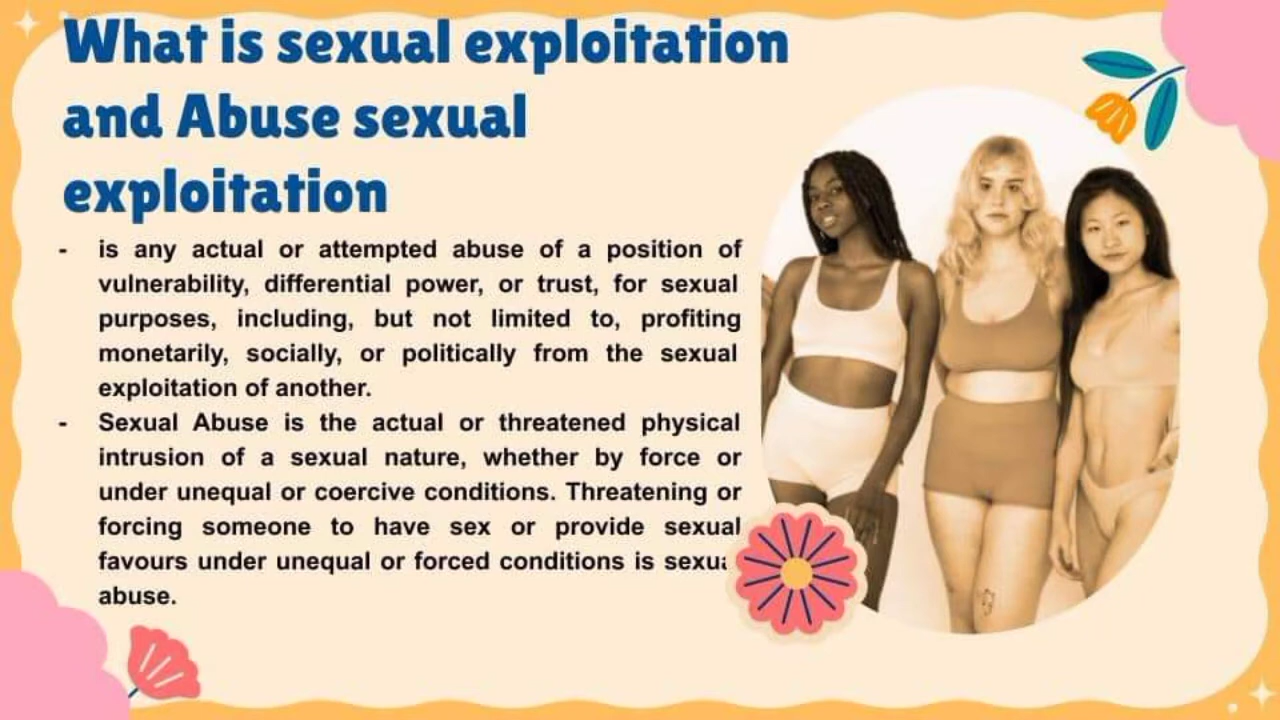 What is sexual exploitation
and Abuse sexual
exploitation
- is any actual or attempted abuse of a position of
vulnerability, differential power, or trust, for sexual
purposes, including, but not limited to, profiting
monetarily, socially, or politically from the sexual
exploitation of another.
- Sexual Abuse is the actual or threatened physical
intrusion of a sexual nature, whether by force or
under unequal or coercive conditions. Threatening or
forcing someone to have sex or provide sexual
favours under unequal or forced conditions is sexual
abuse.